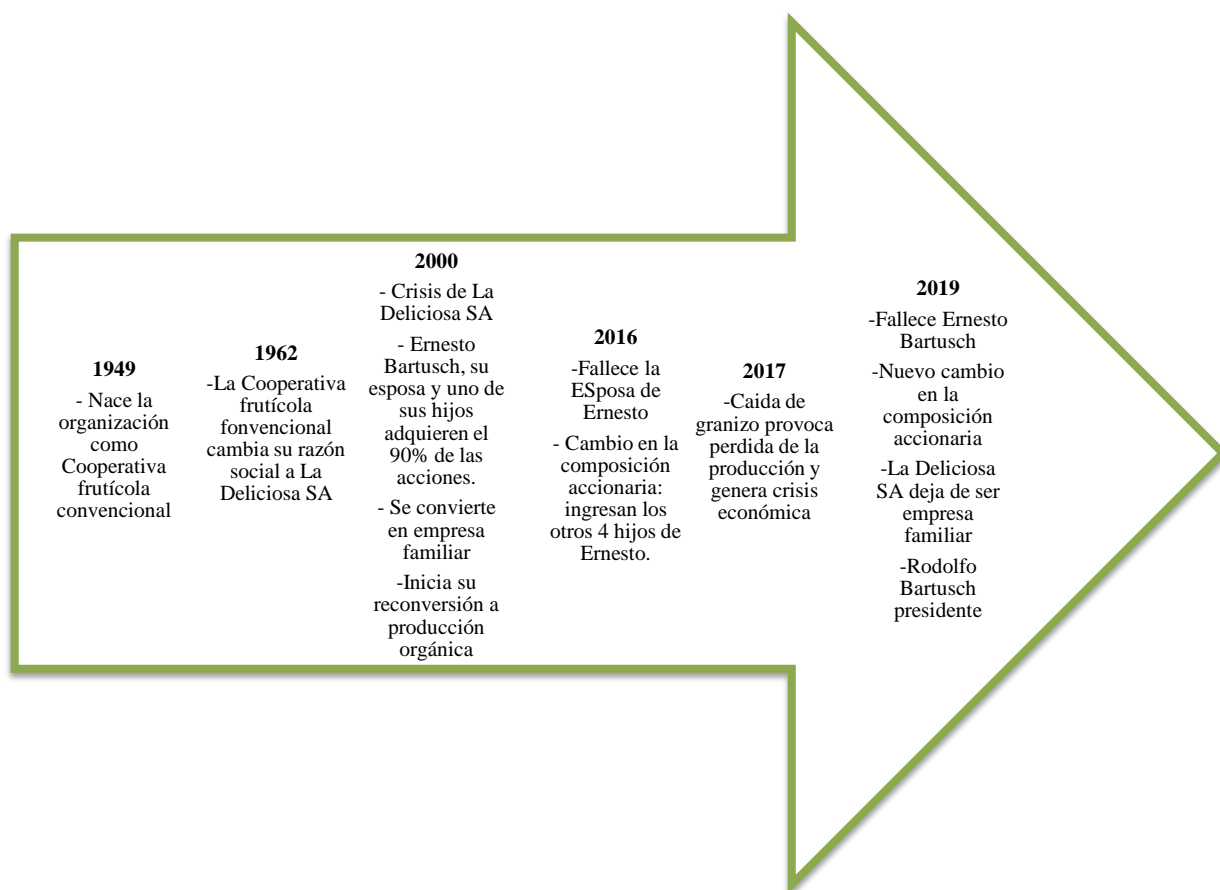 1949
- Nace la
organización
como
Cooperativa
frutícola
convencional
1962
-La Cooperativa
frutícola
fonvencional
cambia su razón
social a La
Deliciosa SA
2000
- Crisis de La
Deliciosa SA
- Ernesto
Bartusch, su
esposa y uno de
sus hijos
adquieren el
90% de las
acciones.
- Se convierte
en empresa
familiar
-Inicia su
reconversión a
producción
orgánica
2016
-Fallece la
ESposa de
Ernesto
- Cambio en la
composición
accionaria:
ingresan los
otros 4 hijos de
Ernesto.
2017
-Caida de
granizo provoca
perdida de la
producción y
genera crisis
económica
2019
-Fallece Ernesto
Bartusch
-Nuevo cambio
en la
composición
accionaria
-La Deliciosa
SA deja de ser
empresa
familiar
-Rodolfo
Bartusch
presidente